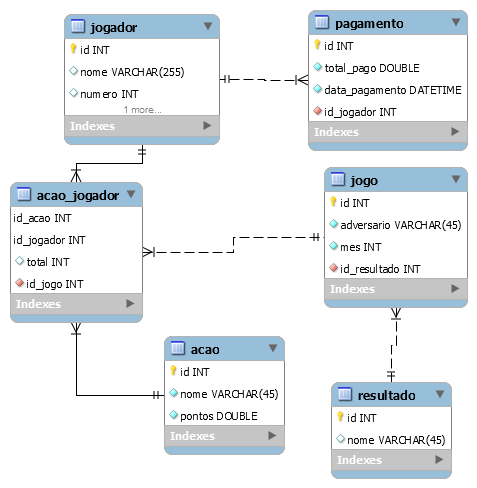 jogador
id INT
nome VARCHAR(255)
numero INT
1 more...
Indexes
pagamento
id INT
total_pago DOUBLE
data_pagamento DATETIME
id_jogador INT
Indexes
acao_jogador
id_acao INT
id_jogador INT
total INT
id_jogo INT
Indexes
jogo
id INT
adversario VARCHAR(45)
mes INT
id_resultado INT
Indexes
acao
id INT
nome VARCHAR(45)
pontos DOUBLE
Indexes
resultado
id INT
nome VARCHAR(45)
Indexes